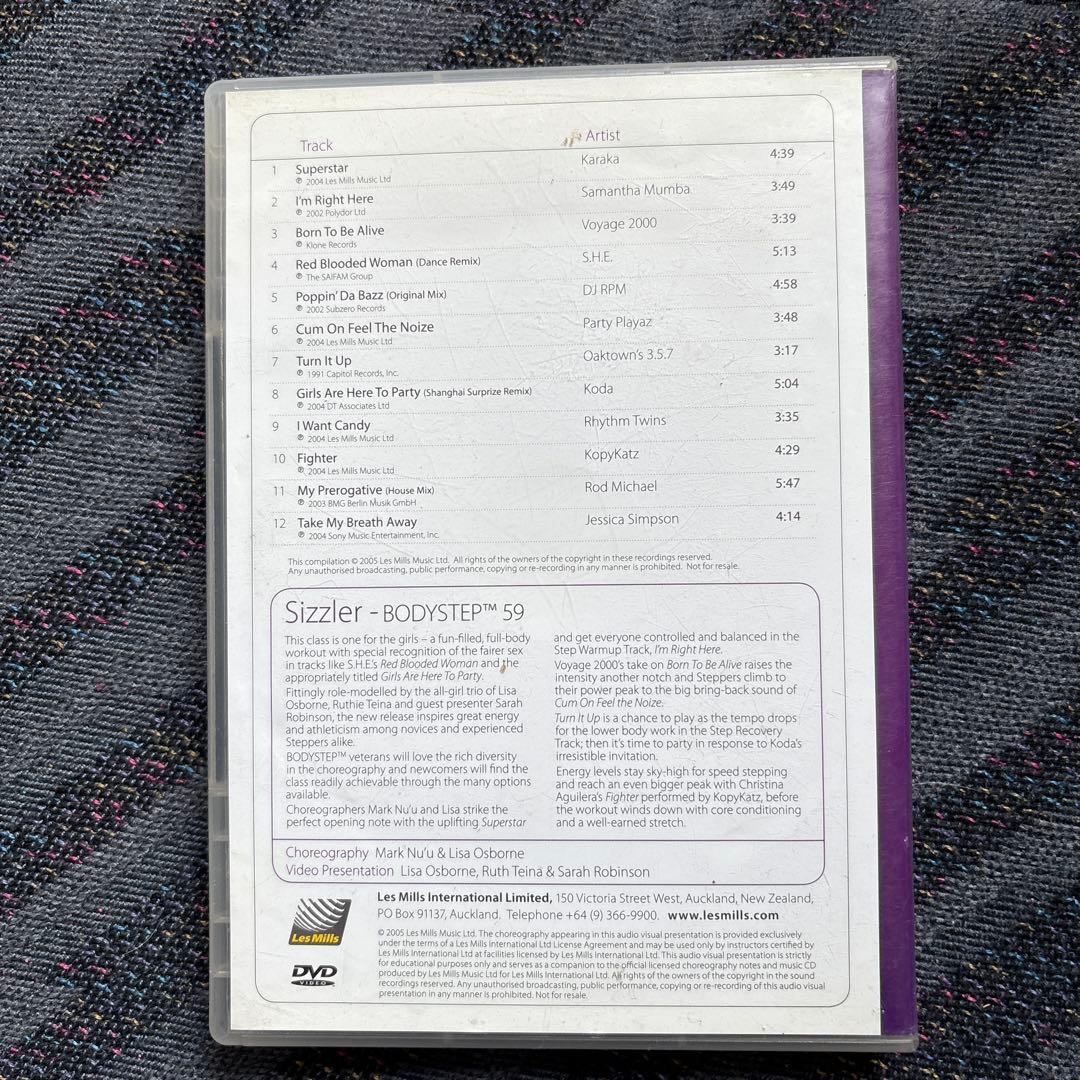 Track Artist
1 Superstar Karaka 4:39
℗ 2004 Les Mills Music Ltd
2 I'm Right Here Samantha Mumba 3:49
℗ 2002 Polydor Ltd
3 Born To Be Alive Voyage 2000 3:39
℗ Klone Records
4 Red Blooded Woman (Dance Remix) S.H.E. 5:13
℗ The SAIFAM Group
5 Poppin' Da Bazz (Original Mix) DJ RPM 4:58
℗ 2002 Subzero Records
6 Cum On Feel The Noize Party Playaz 3:48
℗ 2004 Les Mills Music Ltd
7 Turn It Up Oaktown's 3.5.7 3:17
℗ 1991 Capitol Records, Inc.
8 Girls Are Here To Party (Shanghai Surprize Remix) Koda 5:04
℗ 2004 DT Associates Ltd
9 I Want Candy Rhythm Twins 3:35
℗ 2004 Les Mills Music Ltd
10 Fighter KopyKatz 4:29
℗ 2004 Les Mills Music Ltd
11 My Prerogative (House Mix) Rod Michael 5:47
℗ 2003 BMG Berlin Musik GmbH
12 Take My Breath Away Jessica Simpson 4:14
℗ 2004 Sony Music Entertainment, Inc.
This compilation © 2005 Les Mills Music Ltd. All rights of the owners of the copyright in these recordings reserved.
Any unauthorised broadcasting, public performance, copying or re-recording in any manner is prohibited. Not for resale.
Sizzler - BODYSTEP™ 59
This class is one for the girls – a fun-filled, full-body
workout with special recognition of the fairer sex
in tracks like S.H.E.'s Red Blooded Woman and the
appropriately titled Girls Are Here To Party.
Fittingly role-modelled by the all-girl trio of Lisa
Osborne, Ruthie Teina and guest presenter Sarah
Robinson, the new release inspires great energy
and athleticism among novices and experienced
Steppers alike.
BODYSTEP™ veterans will love the rich diversity
in the choreography and newcomers will find the
class readily achievable through the many options
available.
Choreographers Mark Nu'u and Lisa strike the
perfect opening note with the uplifting Superstar
and get everyone controlled and balanced in the
Step Warmup Track, I'm Right Here.
Voyage 2000's take on Born To Be Alive raises the
intensity another notch and Steppers climb to
their power peak to the big bring-back sound of
Cum On Feel the Noize.
Turn It Up is a chance to play as the tempo drops
for the lower body work in the Step Recovery
Track; then it's time to party in response to Koda's
irresistible invitation.
Energy levels stay sky-high for speed stepping
and reach an even bigger peak with Christina
Aguilera's Fighter performed by KopyKatz, before
the workout winds down with core conditioning
and a well-earned stretch.
Choreography Mark Nu'u & Lisa Osborne
Video Presentation Lisa Osborne, Ruth Teina & Sarah Robinson
Les Mills
DVD
VIDEO
Les Mills International Limited, 150 Victoria Street West, Auckland, New Zealand,
PO Box 91137, Auckland. Telephone +64 (9) 366-9900. www.lesmills.com
© 2005 Les Mills Music Ltd. The choreography appearing in this audio visual presentation is provided exclusively
under the terms of a Les Mills International Ltd License Agreement and may be used only by instructors certified by
Les Mills International Ltd at facilities licensed by Les Mills International Ltd. This audio visual presentation is strictly
for educational purposes only and serves as a companion to the official licensed choreography notes and music CD
produced by Les Mills Music Ltd for Les Mills International Ltd. All rights of the owners of the copyright in the sound
recordings reserved. Any unauthorised broadcasting, public performance, copying or re-recording of this audio visual
presentation in any manner is prohibited. Not for resale.